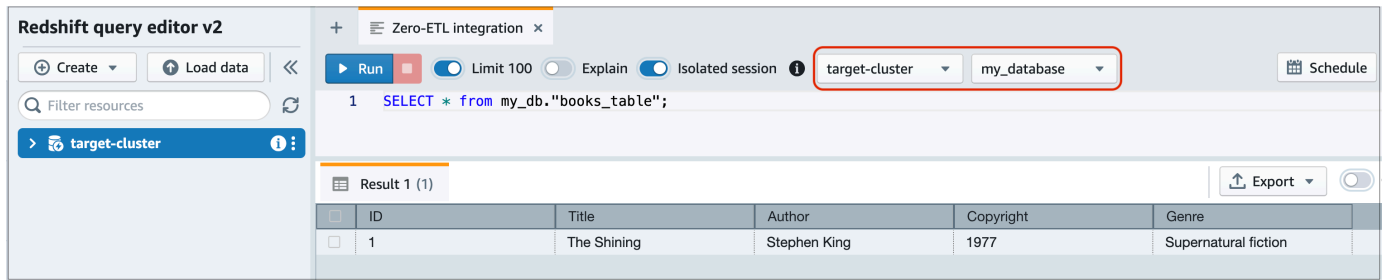 Redshift query editor v2
Create
Load data
Filter resources
target-cluster
Zero-ETL integration
Run
Limit 100
Explain
Isolated session
target-cluster
my_database
Schedule
1 SELECT * from my_db."books_table";
Result 1 (1)
Export
ID Title Author Copyright Genre
1 The Shining Stephen King 1977 Supernatural fiction